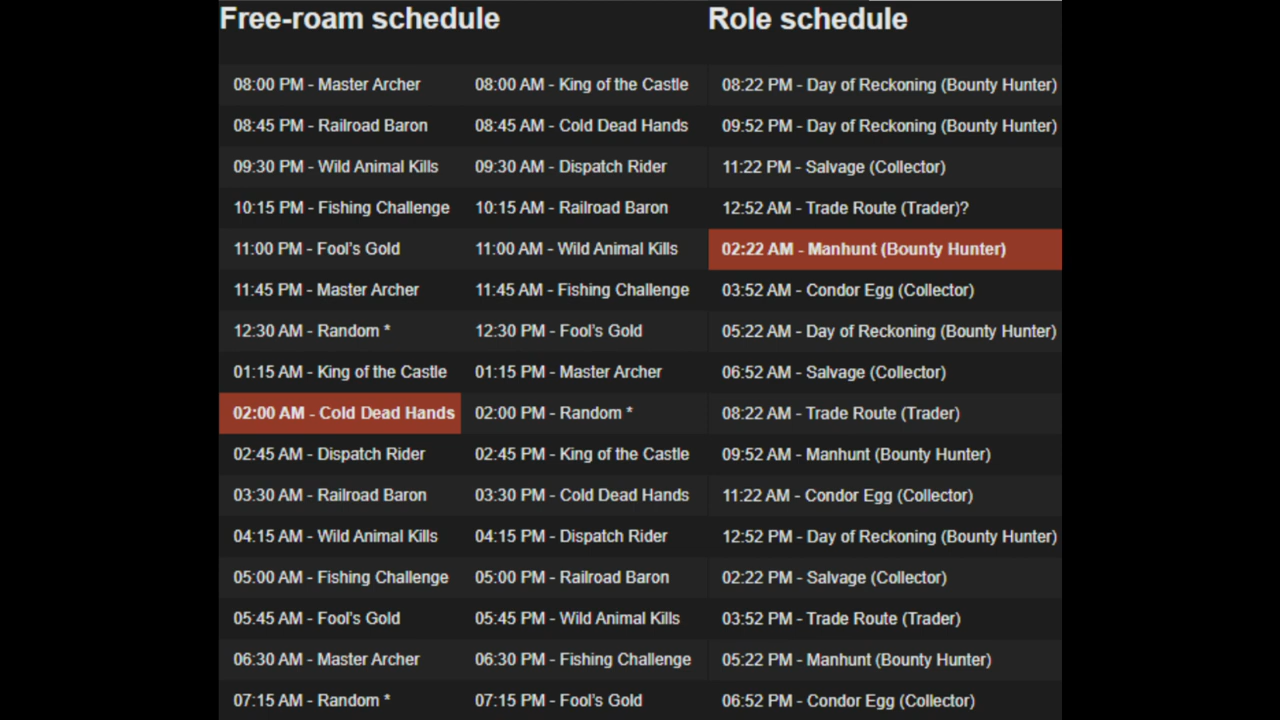 Free-roam schedule
08:00 PM - Master Archer
08:45 PM - Railroad Baron
09:30 PM - Wild Animal Kills
10:15 PM - Fishing Challenge
11:00 PM - Fool's Gold
11:45 PM - Master Archer
12:30 AM - Random *
01:15 AM - King of the Castle
02:00 AM - Cold Dead Hands
02:45 AM - Dispatch Rider
03:30 AM - Railroad Baron
04:15 AM - Wild Animal Kills
05:00 AM - Fishing Challenge
05:45 AM - Fool's Gold
06:30 AM - Master Archer
07:15 AM - Random *
08:00 AM - King of the Castle
08:45 AM - Cold Dead Hands
09:30 AM - Dispatch Rider
10:15 AM - Railroad Baron
11:00 AM - Wild Animal Kills
11:45 AM - Fishing Challenge
12:30 PM - Fool's Gold
01:15 PM - Master Archer
02:00 PM - Random *
02:45 PM - King of the Castle
03:30 PM - Cold Dead Hands
04:15 PM - Dispatch Rider
05:00 PM - Railroad Baron
05:45 PM - Wild Animal Kills
06:30 PM - Fishing Challenge
07:15 PM - Fool's Gold
Role schedule
08:22 PM - Day of Reckoning (Bounty Hunter)
09:52 PM - Day of Reckoning (Bounty Hunter)
11:22 PM - Salvage (Collector)
12:52 AM - Trade Route (Trader)?
02:22 AM - Manhunt (Bounty Hunter)
03:52 AM - Condor Egg (Collector)
05:22 AM - Day of Reckoning (Bounty Hunter)
06:52 AM - Salvage (Collector)
08:22 AM - Trade Route (Trader)
09:52 AM - Manhunt (Bounty Hunter)
11:22 AM - Condor Egg (Collector)
12:52 PM - Day of Reckoning (Bounty Hunter)
02:22 PM - Salvage (Collector)
03:52 PM - Trade Route (Trader)
05:22 PM - Manhunt (Bounty Hunter)
06:52 PM - Condor Egg (Collector)